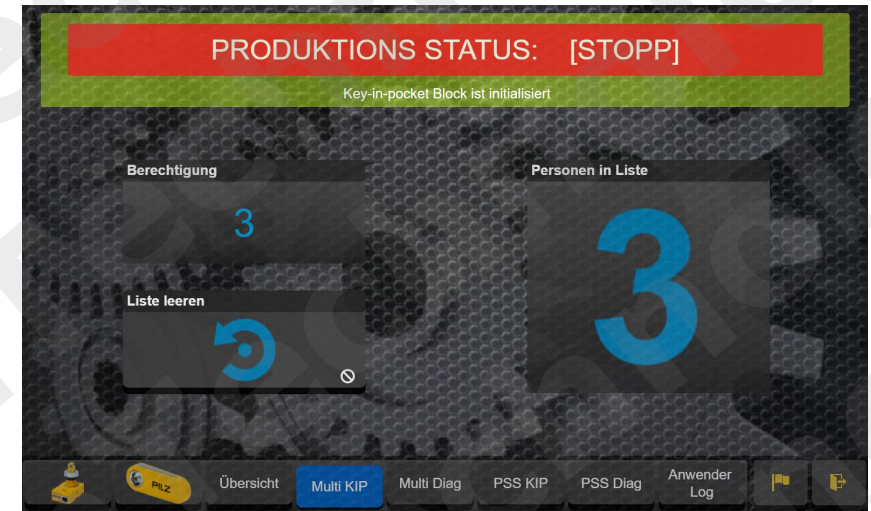 PRODUKTIONS STATUS: [STOPP]
Key-in-pocket Block ist initialisiert
Berechtigung
3
Personen in Liste
3
Liste leeren
PILZ
Übersicht
Multi KIP
Multi Diag
PSS KIP
PSS Diag
Anwender
Log